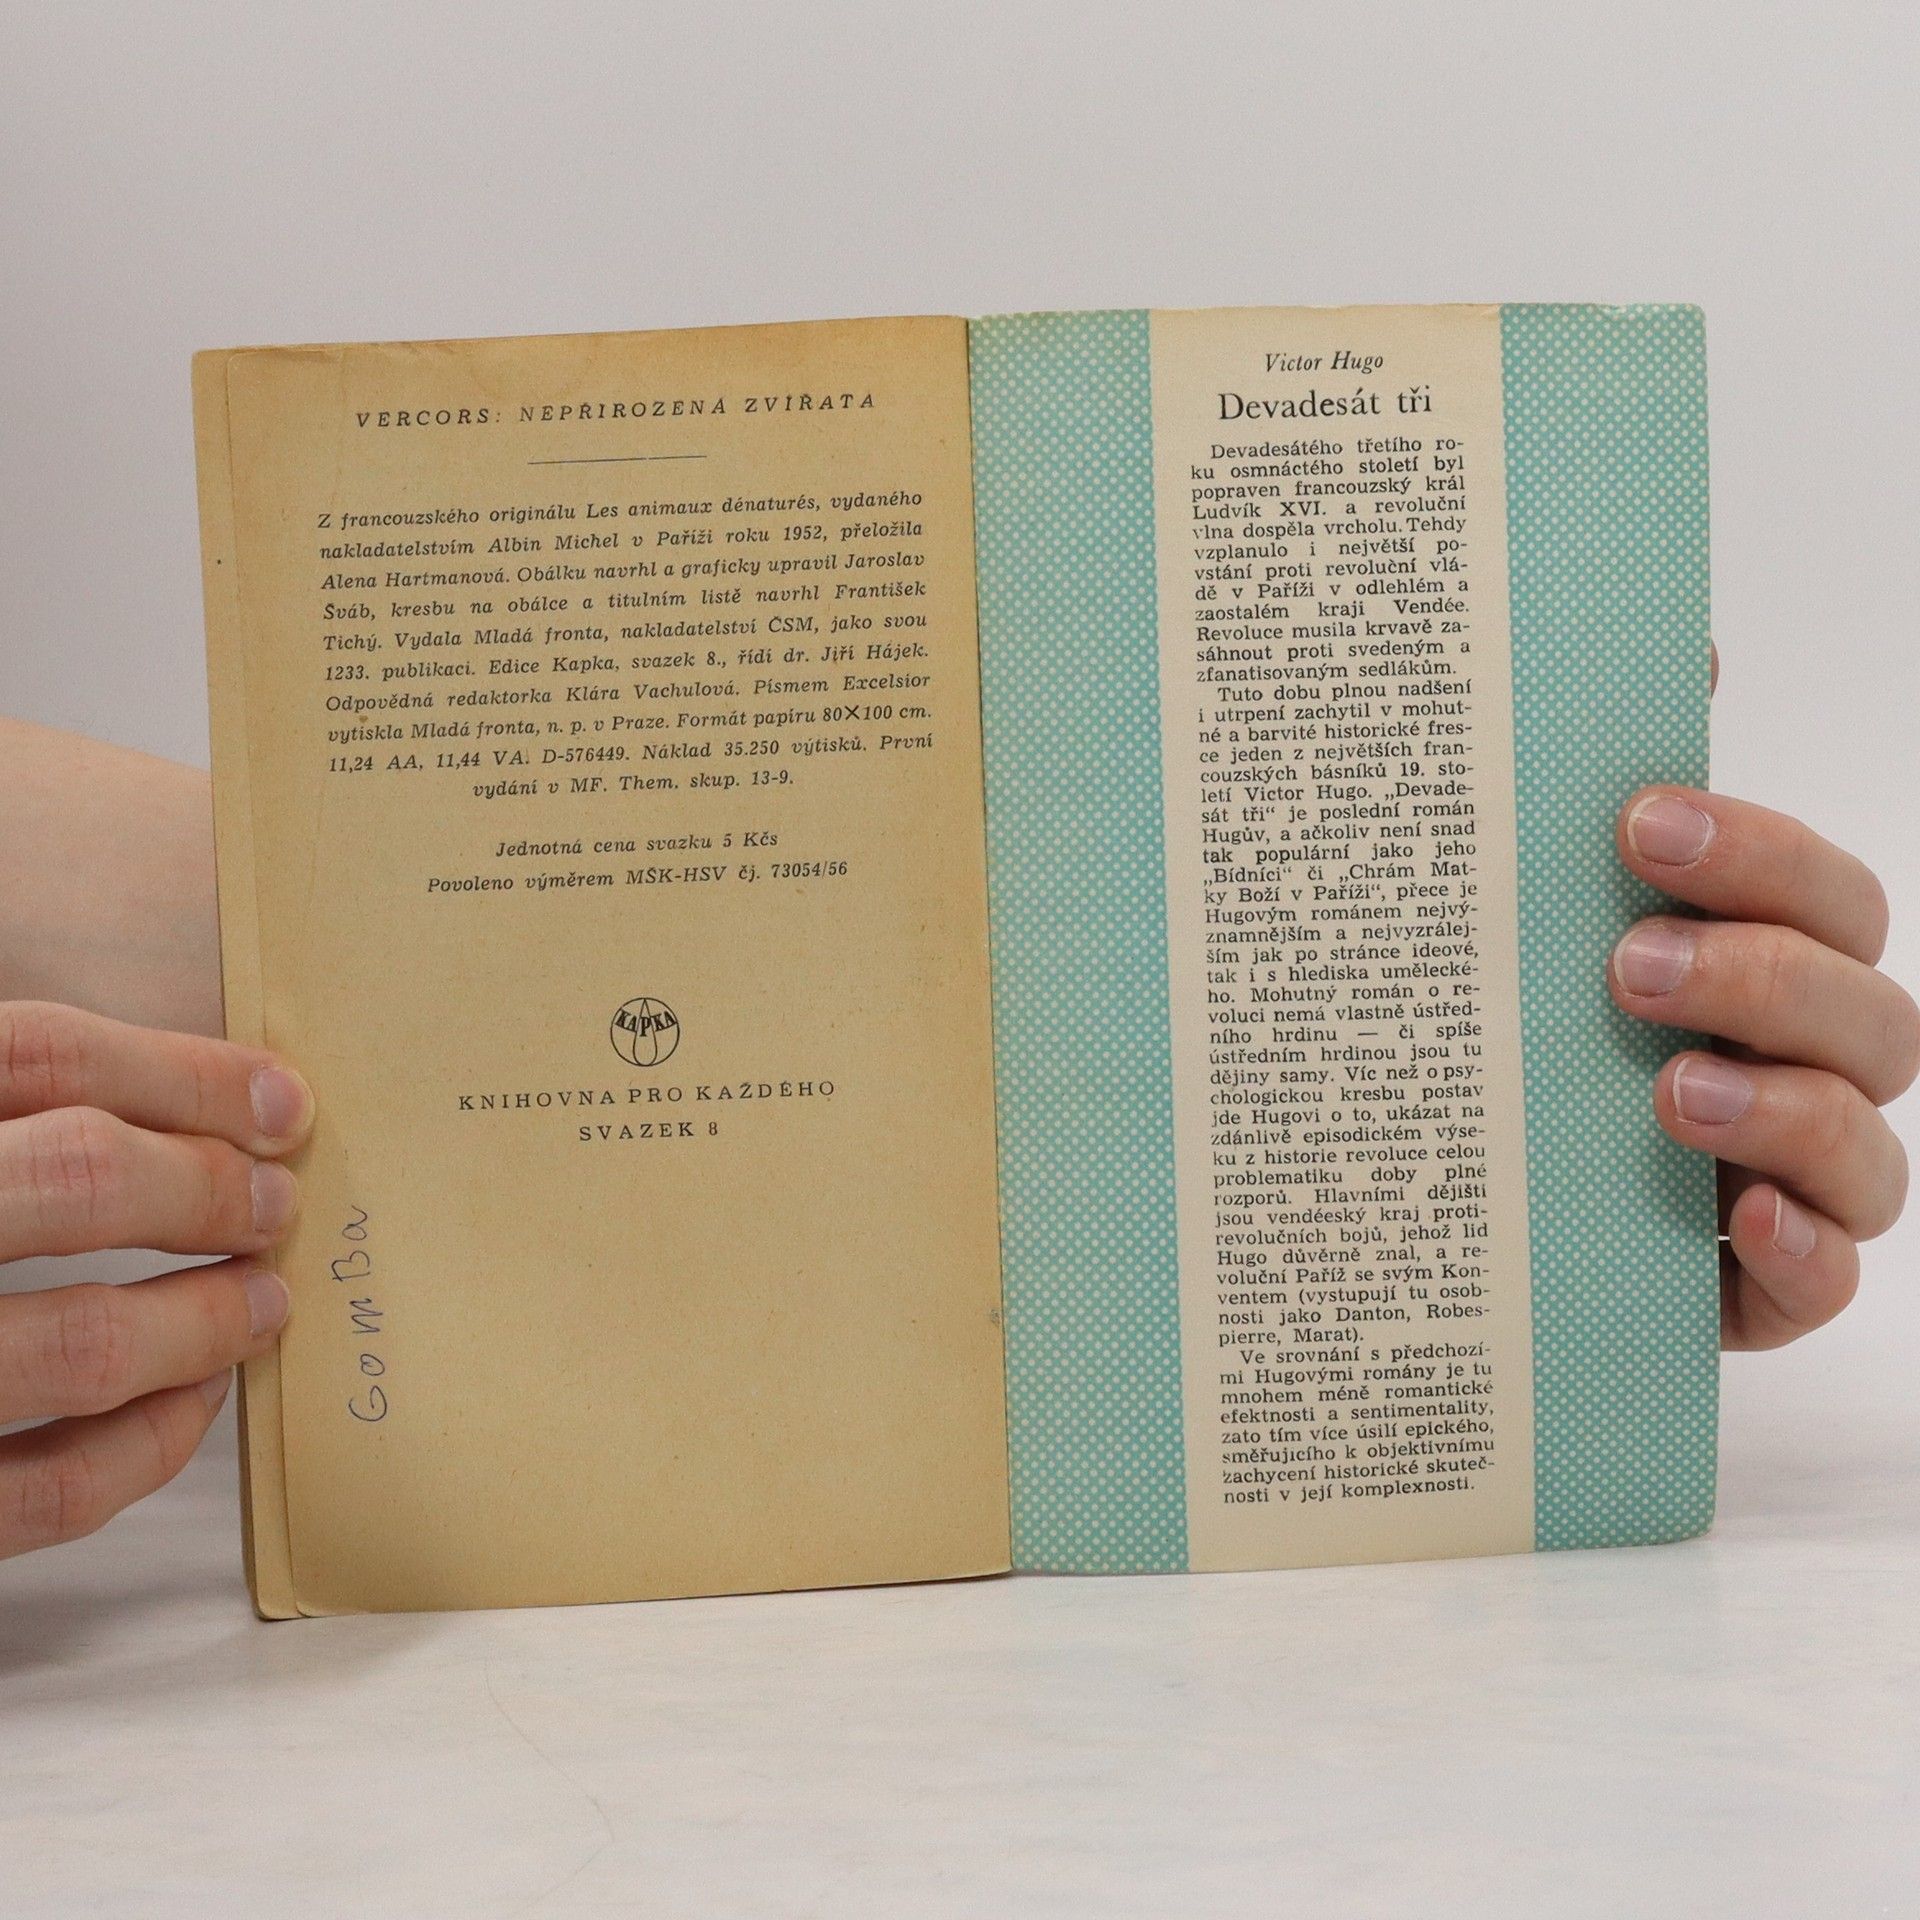 VERCORS: NEPŘIROZENÁ ZVÍŘATA
Z francouzského originálu Les animaux dénaturés, vydaného
nakladatelstvím Albin Michel v Paříži roku 1952, přeložila
Alena Hartmanová. Obálku navrhl a graficky upravil Jaroslav
Šváb, kresbu na obálce a titulním listě navrhl František
Tichý. Vydala Mladá fronta, nakladatelství ČSM, jako svou
1233. publikaci. Edice Kapka, svazek 8., řídí dr. Jiří Hájek.
Odpovědná redaktorka Klára Vachulová. Písmem Excelsior
vytiskla Mladá fronta, n. p. v Praze. Formát papíru 80×100 cm.
11,24 AA, 11,44 VA. D-576449. Náklad 35.250 výtisků. První
vydání v MF. Them. skup. 13-9.
Jednotná cena svazku 5 Kčs
Povoleno výměrem MŠK-HSV čj. 73054/56
KAPKA
KNIHOVNA PRO KAŽDÉHO
SVAZEK 8
GomBa
Victor Hugo
Devadesát tři
Devadesátého třetího ro-
ku osmnáctého století byl
popraven francouzský král
Ludvík XVI. a revoluční
vlna dospěla vrcholu. Tehdy
vzplanulo i největší po-
vstání proti revoluční vlá-
dě v Paříži v odlehlém a
zaostalém kraji Vendée.
Revoluce musila krvavě za-
sáhnout proti svedeným a
zfanatisovaným sedlákům.
Tuto dobu plnou nadšení
i utrpení zachytil v mohut-
né a barvité historické fres-
ce jeden z největších fran-
couzských básníků 19. sto-
letí Victor Hugo. „Devade-
sát tři“ je poslední román
Hugův, a ačkoliv není snad
tak populární jako jeho
„Bídníci“ či „Chrám Mat-
ky Boží v Paříži“, přece je
Hugovým románem nejvý-
znamnějším a nejvyzrálej-
ším jak po stránce ideové,
tak i s hlediska umělecké-
ho. Mohutný román o re-
voluci nemá vlastně ústřed-
ního hrdinu — či spíše
ústředním hrdinou jsou tu
dějiny samy. Víc než o psy-
chologickou kresbu postav
jde Hugovi o to, ukázat na
zdánlivě episodickém výse-
ku z historie revoluce celou
problematiku doby plné
rozporů. Hlavními dějišti
jsou vendéeský kraj proti-
revolučních bojů, jehož lid
Hugo důvěrně znal, a re-
voluční Paříž se svým Kon-
ventem (vystupují tu osob-
nosti jako Danton, Robes-
pierre, Marat).
Ve srovnání s předchozí-
mi Hugovými romány je tu
mnohem méně romantické
efektnosti a sentimentality,
zato tím více úsilí epického,
směřujícího k objektivnímu
zachycení historické skuteč-
nosti v její komplexnosti.